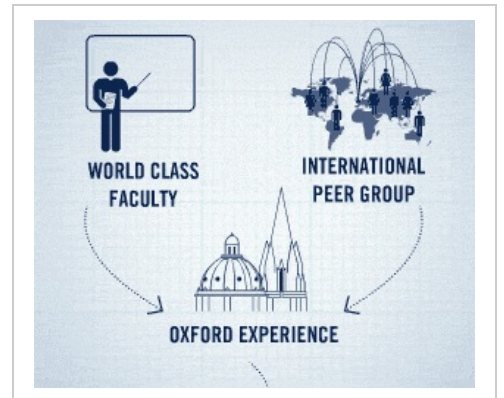 WORLD CLASS
FACULTY
INTERNATIONAL
PEER GROUP
OXFORD EXPERIENCE